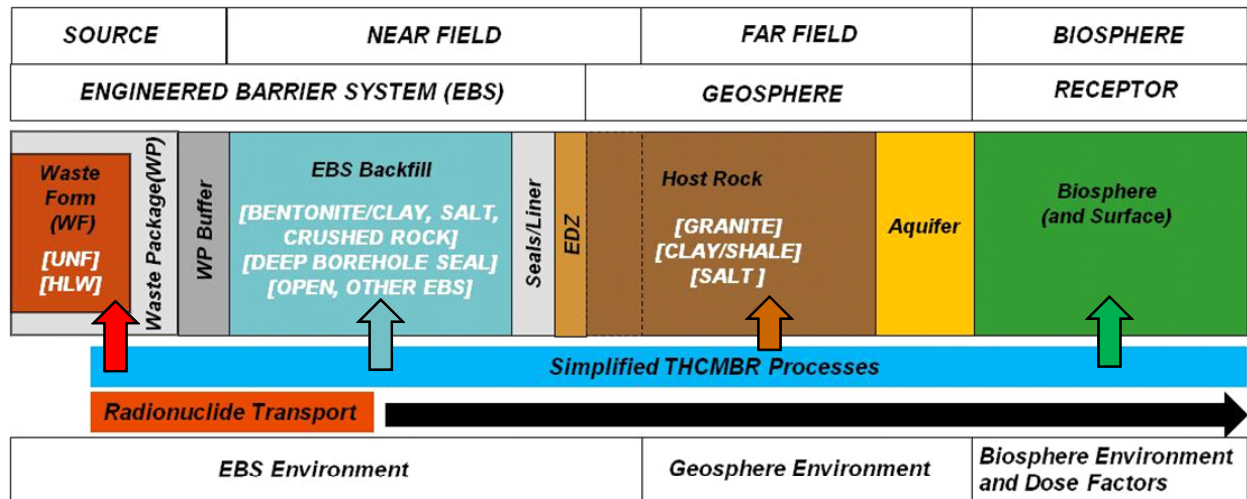 SOURCE
NEAR FIELD
FAR FIELD
BIOSPHERE
ENGINEERED BARRIER SYSTEM (EBS)
GEOSPHERE
RECEPTOR
Waste
Form
(WF)
[UNF]
[HLW]
Waste Package(WP)
WP Buffer
EBS Backfill
[BENTONITE/CLAY, SALT,
CRUSHED ROCK]
[DEEP BOREHOLE SEAL]
[OPEN, OTHER EBS]
Seals/Liner
EDZ
Host Rock
[GRANITE]
[CLAY/SHALE]
[SALT ]
Aquifer
Biosphere
(and Surface)
Simplified THCMBR Processes
Radionuclide Transport
EBS Environment
Geosphere Environment
Biosphere Environment
and Dose Factors